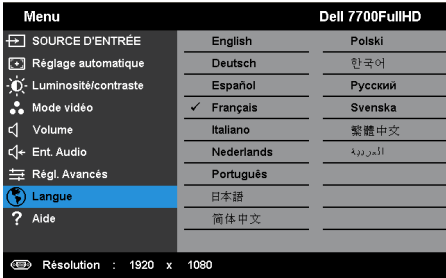 Menu
Dell 7700FullHD
SOURCE D'ENTRÉE
Réglage automatique
Luminosité/contraste
Mode vidéo
Volume
Ent. Audio
Régl. Avancés
Langue
Aide
English
Deutsch
Español
Français
Italiano
Nederlands
Português
日本語
简体中文
Polski
한국어
Русский
Svenska
繁體中文
العربية
Résolution : 1920 x 1080